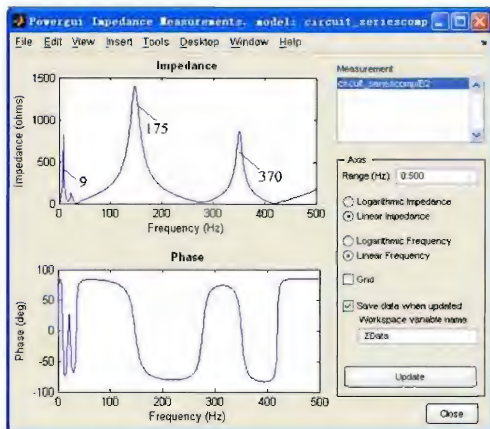 Powergui Impedance Measurements. model: circuit_seriescomp
File Edit View Insert Tools Desktop Window Help
Impedance
Impedance (ohms)
1500
1000
500
0
175
9
370
0 100 200 300 400 500
Frequency (Hz)
Phase
Phase (deg)
100
50
0
-50
-100
0 100 200 300 400 500
Frequency (Hz)
Measurement
circuit_seriescomp/B2
Axis
Range (Hz) 0:500
Logarithmic Impedance
Linear Impedance
Logarithmic Frequency
Linear Frequency
Grid
Save data when updated
Workspace variable name
ZData
Update
Close